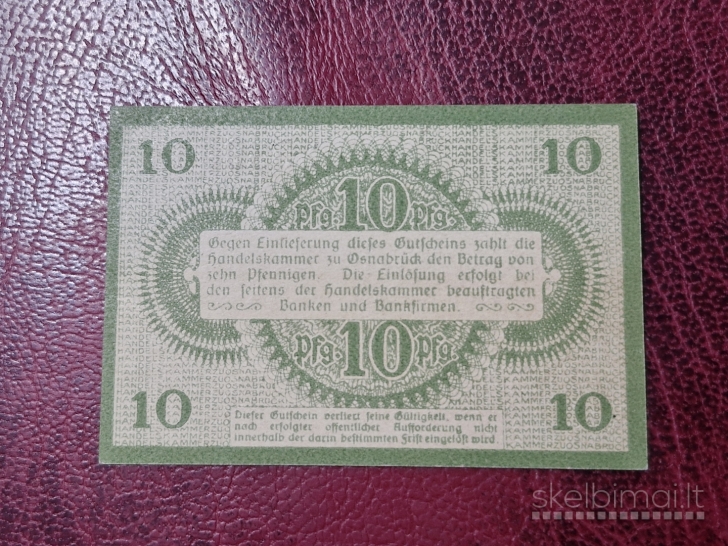 10 10
Pfg. 10 Pfg.
Gegen Einlieferung dieses Gutscheins zahlt die
Handelskammer zu Osnabrück den Betrag von
zehn Pfennigen. Die Einlösung erfolgt bei
den seitens der Handelskammer beauftragten
Banken und Bankfirmen.
Pfg. 10 Pfg.
10 10
Dieser Gutschein verliert seine Gültigkeit, wenn er
nach erfolgter öffentlicher Aufforderung nicht
innerhalb der darin bestimmten Frist eingelöst wird.
skelbimai.lt